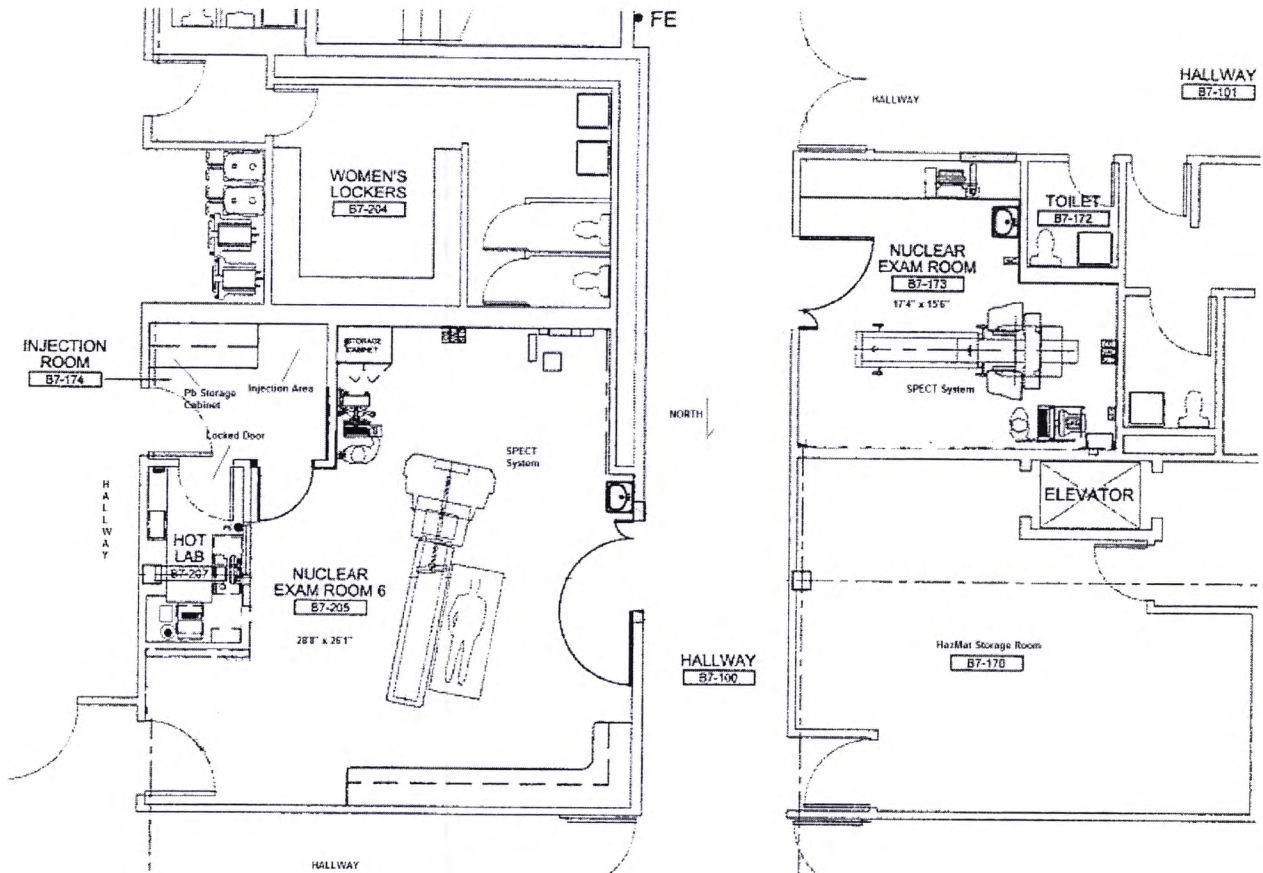 FE
HALLWAY
B7-101
HALLWAY
WOMEN'S
LOCKERS
B7-204
TOILET
B7-172
NUCLEAR
EXAM ROOM
B7-173
17'4" x 15'6"
INJECTION
ROOM
B7-174
STORAGE
CABINET
Pb Storage
Cabinet
Injection Area
Locked Door
SPECT System
NORTH
SPECT
System
HALLWAY
ELEVATOR
HOT
LAB
B7-207
NUCLEAR
EXAM ROOM 6
B7-205
28'8" x 26'1"
HALLWAY
B7-100
HazMat Storage Room
B7-170
HALLWAY